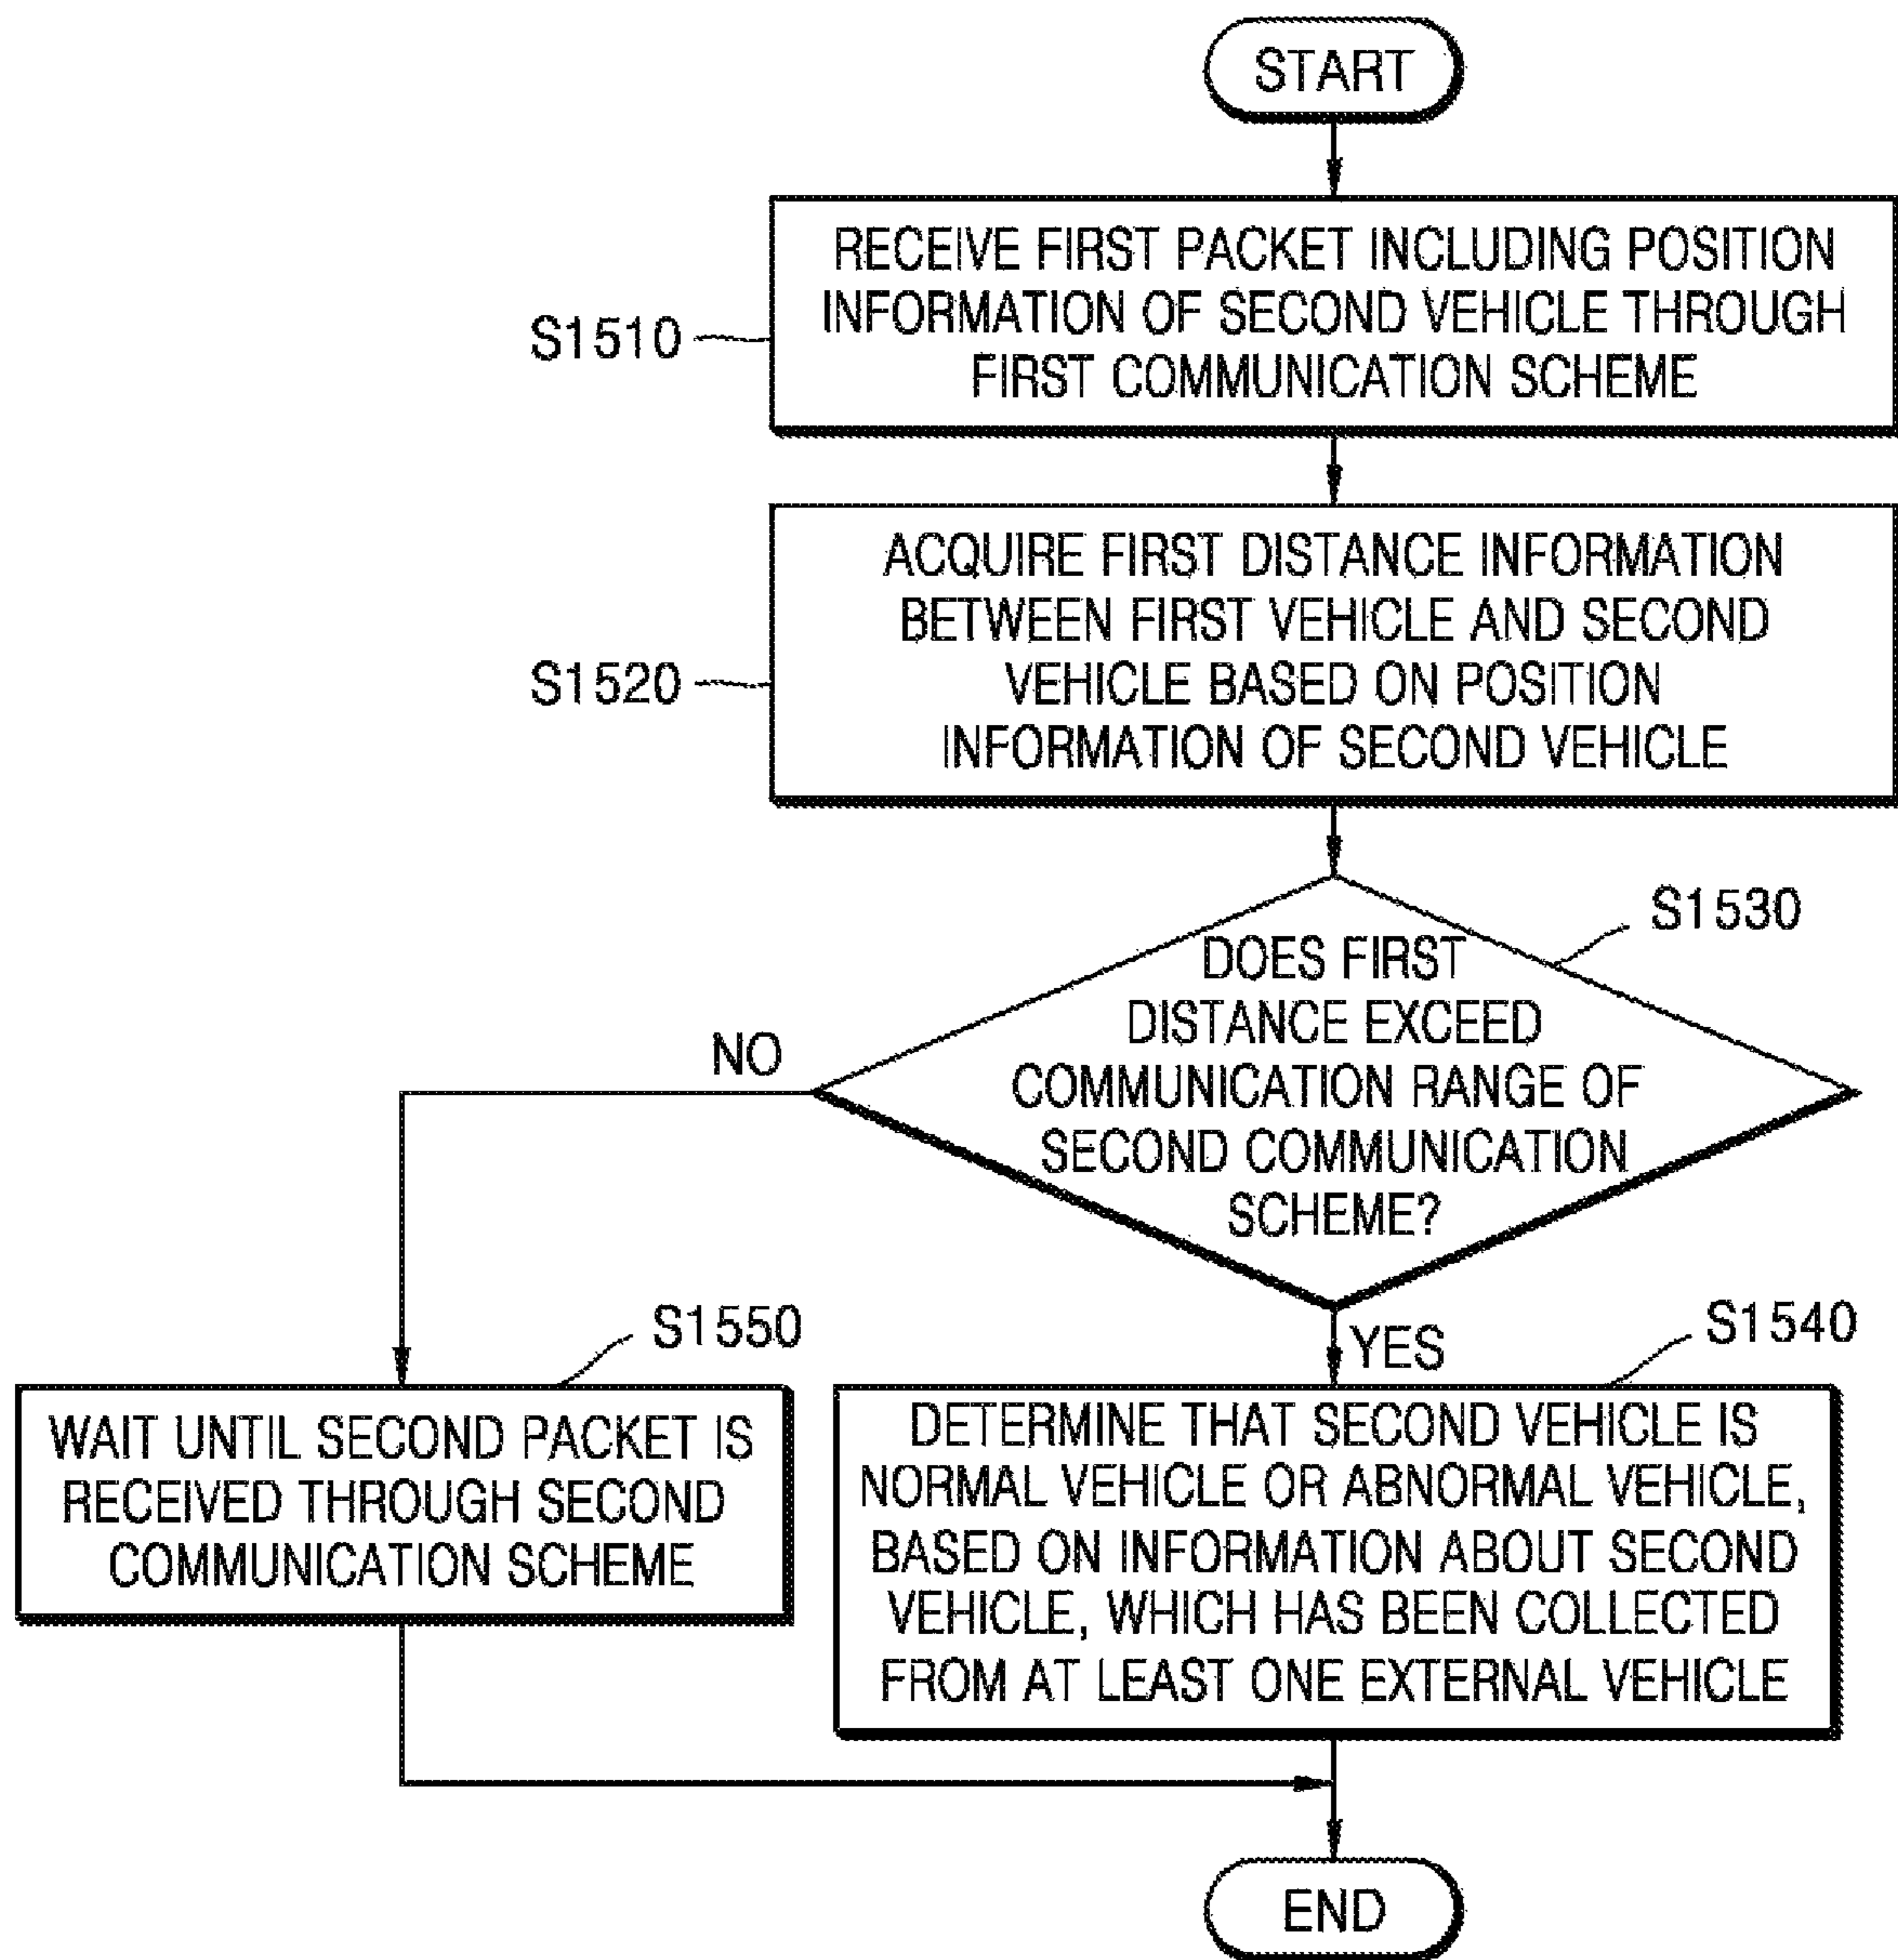 START
RECEIVE FIRST PACKET INCLUDING POSITION
INFORMATION OF SECOND VEHICLE THROUGH
FIRST COMMUNICATION SCHEME
S1510
ACQUIRE FIRST DISTANCE INFORMATION
BETWEEN FIRST VEHICLE AND SECOND
VEHICLE BASED ON POSITION
INFORMATION OF SECOND VEHICLE
S1520
S1530
DOES FIRST
DISTANCE EXCEED
COMMUNICATION RANGE OF
SECOND COMMUNICATION
SCHEME?
NO
YES
S1550
WAIT UNTIL SECOND PACKET IS
RECEIVED THROUGH SECOND
COMMUNICATION SCHEME
S1540
DETERMINE THAT SECOND VEHICLE IS
NORMAL VEHICLE OR ABNORMAL VEHICLE,
BASED ON INFORMATION ABOUT SECOND
VEHICLE, WHICH HAS BEEN COLLECTED
FROM AT LEAST ONE EXTERNAL VEHICLE
END